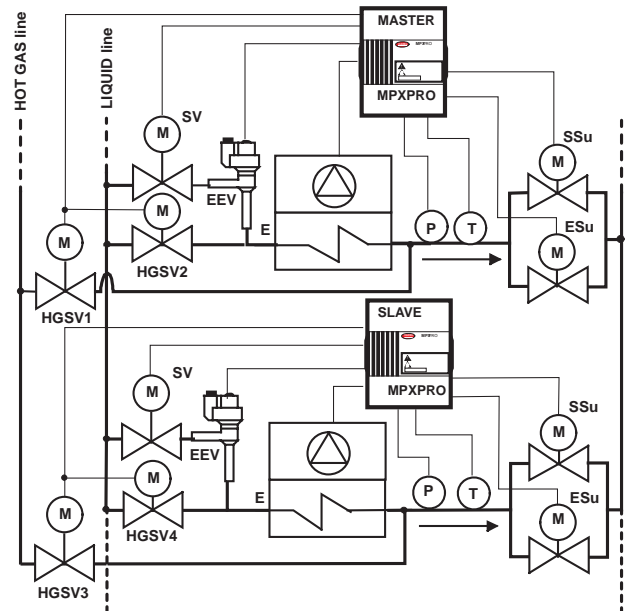 HOT GAS line
LIQUID line
MASTER
MPXPRO
MPXPRO
SV
M
M
M
EEV
HGSV2
HGSV1
E
P
T
SSu
M
ESu
M
SLAVE
MPXPRO
MPXPRO
SV
M
M
M
EEV
HGSV4
HGSV3
E
P
T
SSu
M
ESu
M